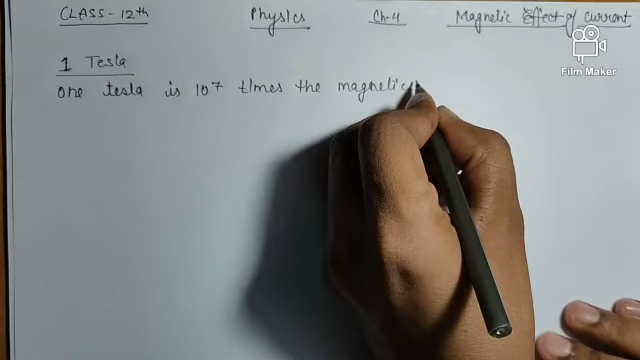 CLASS - 12th Physics Ch-4 Magnetic Effect of Current
1 Tesla
one tesla is 10⁷ times the magnetic
Film Maker